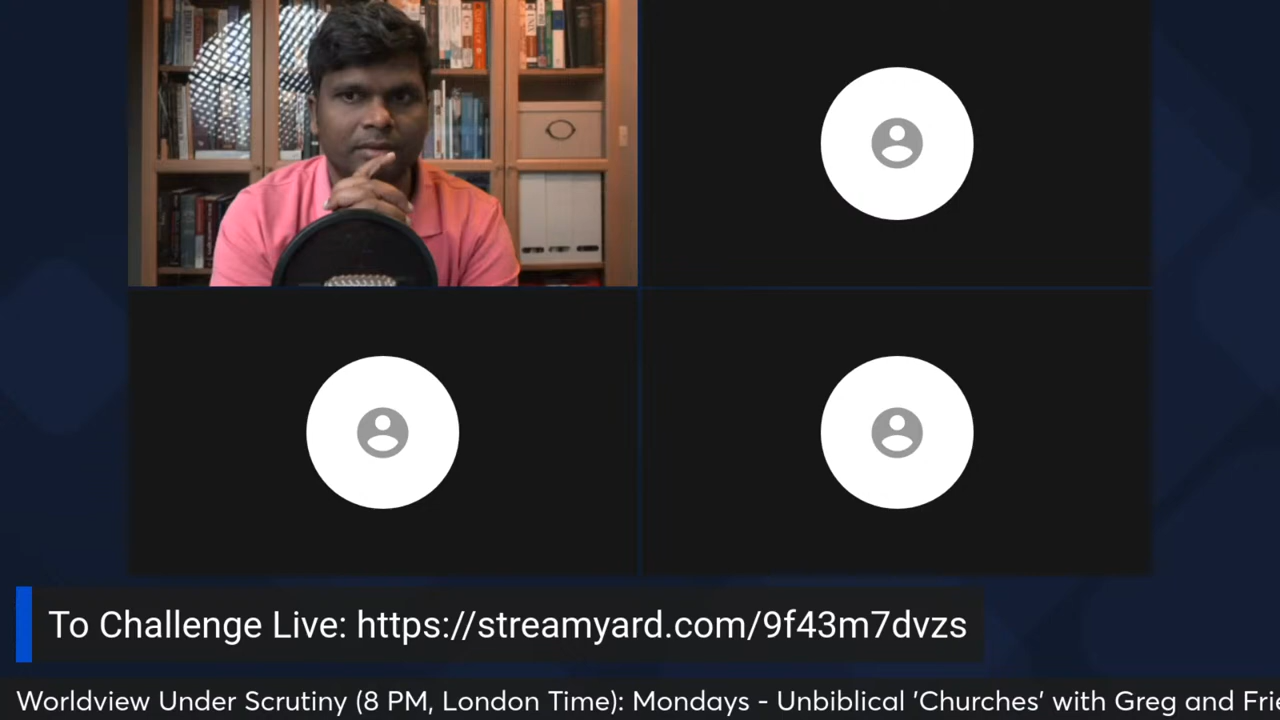 To Challenge Live: https://streamyard.com/9f43m7dvzs
Worldview Under Scrutiny (8 PM, London Time): Mondays - Unbiblical 'Churches' with Greg and Frie